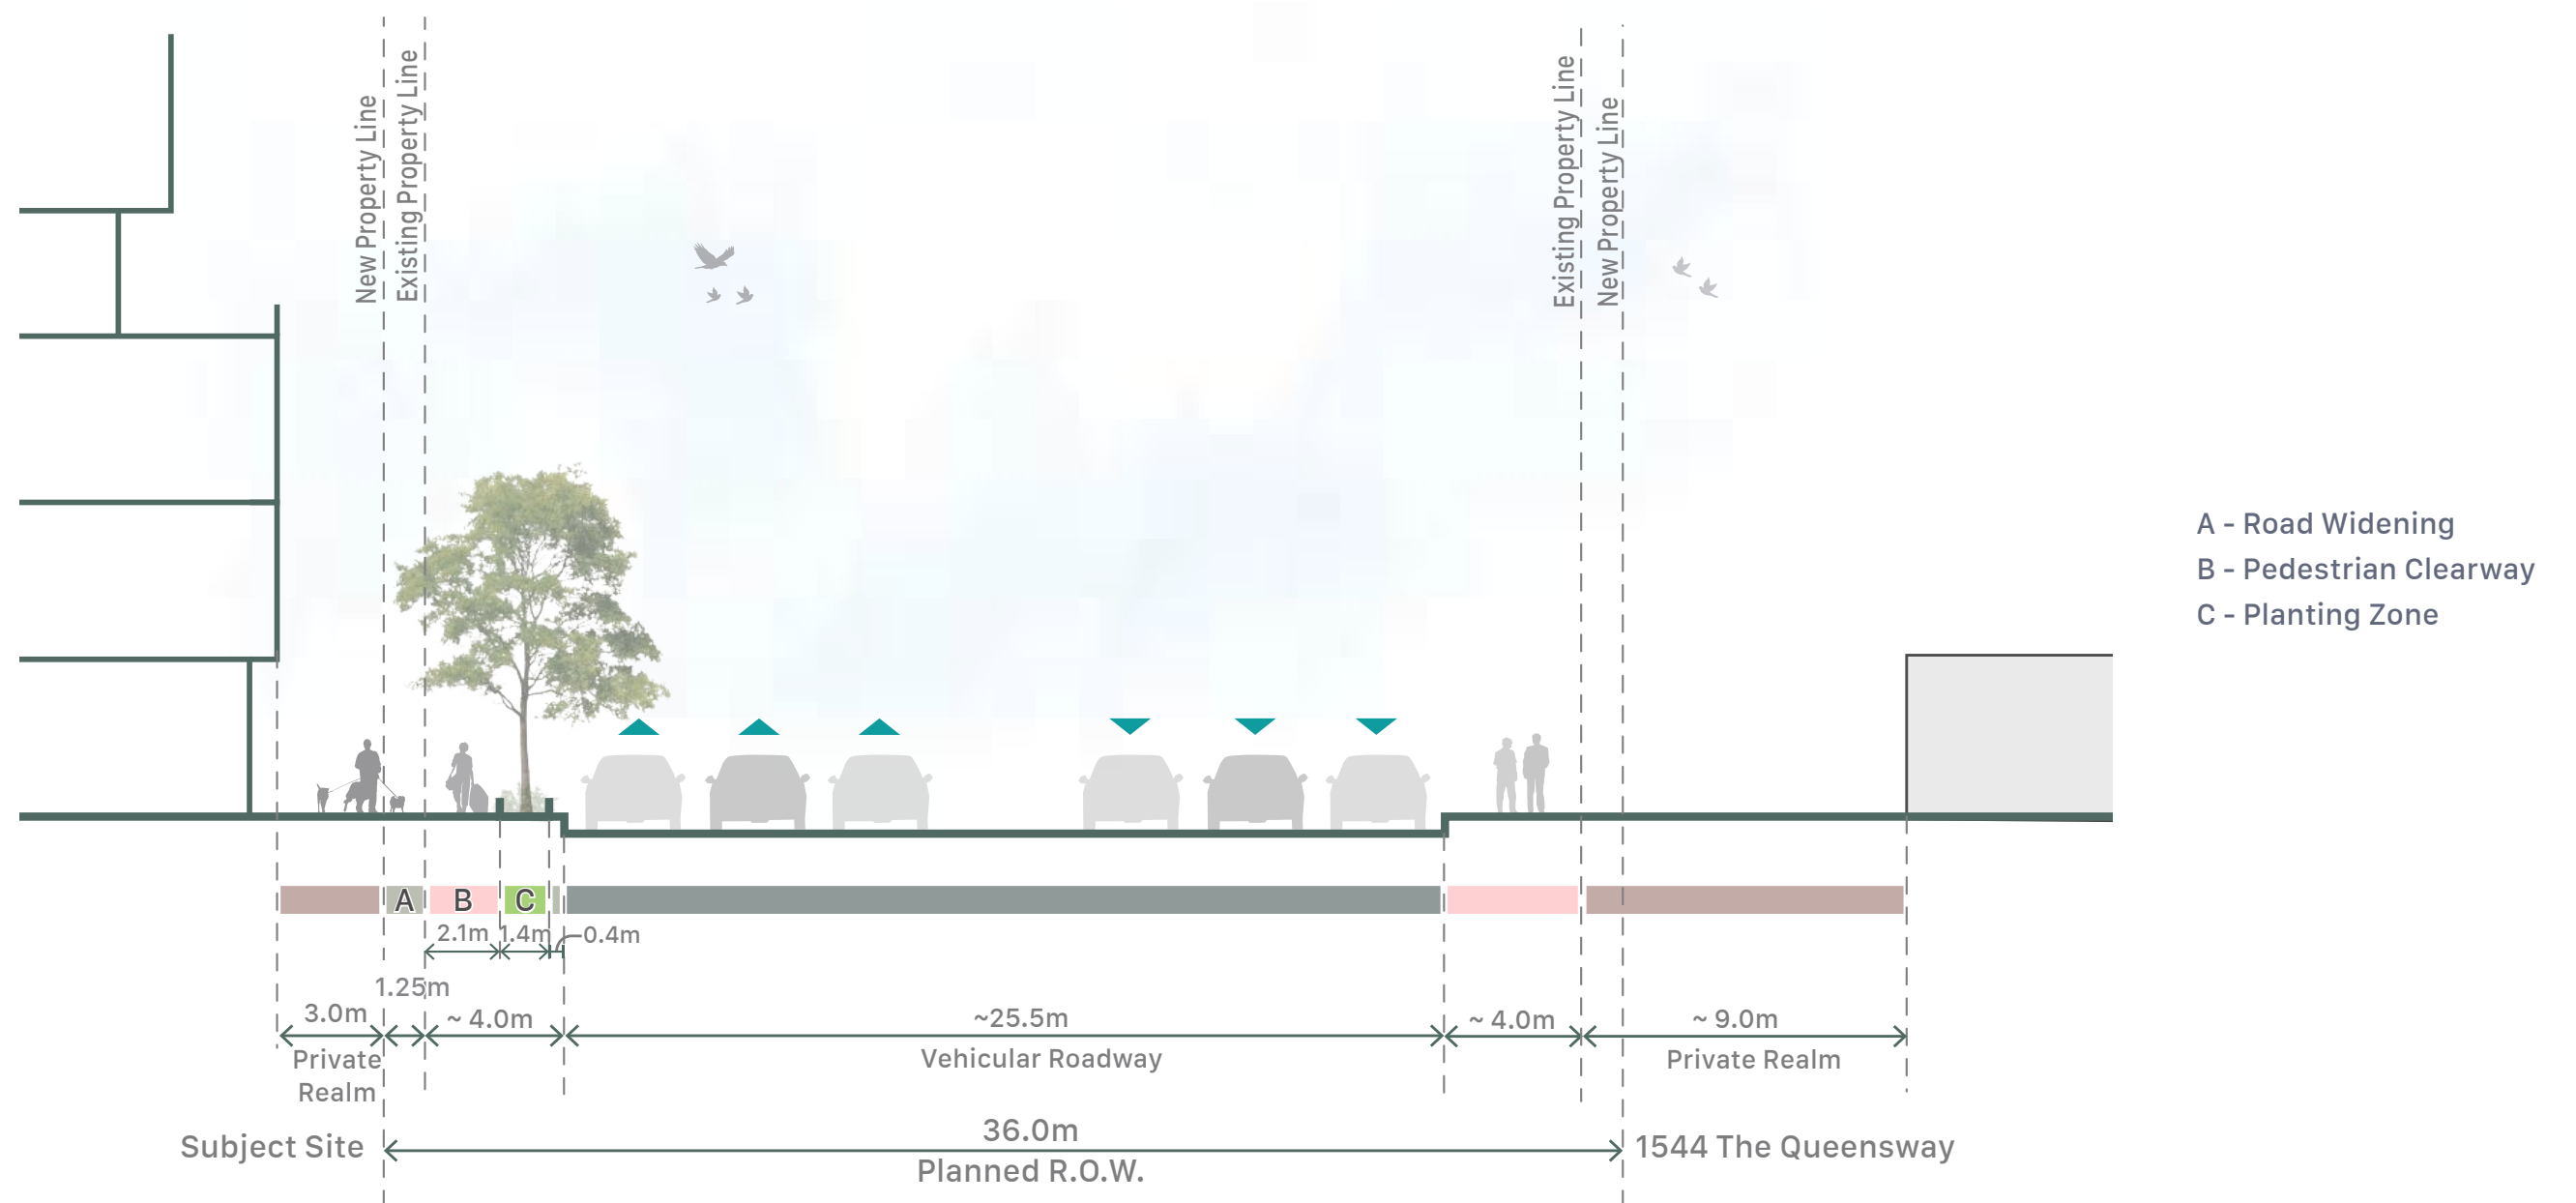 New Property Line
Existing Property Line
Existing Property Line
New Property Line
A - Road Widening
B - Pedestrian Clearway
C - Planting Zone
A
B
C
2.1m
1.4m
0.4m
1.25m
3.0m
~ 4.0m
~25.5m
~ 4.0m
~ 9.0m
Private
Realm
Vehicular Roadway
Private Realm
36.0m
Subject Site
1544 The Queensway
Planned R.O.W.